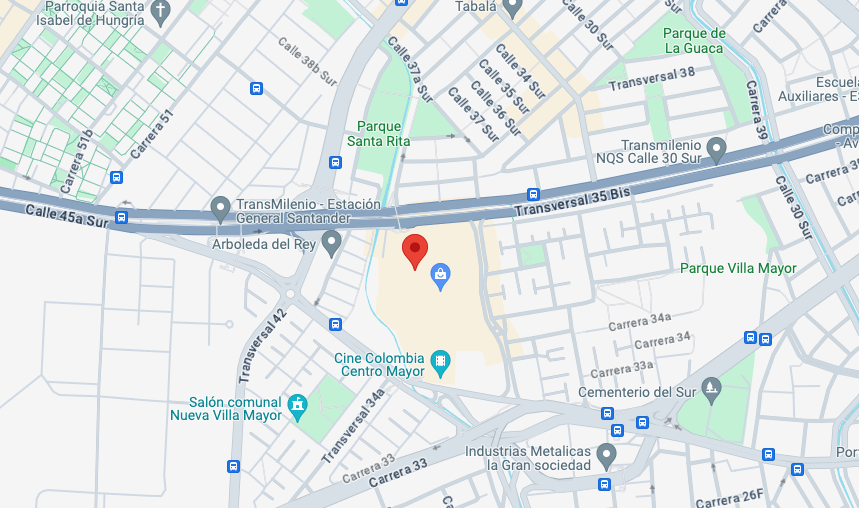 Parroquia Santa
Isabel de Hungría
Tabalá
Calle 30 Sur
Parque de
La Guaca
Calle 38b Sur
Calle 37a Sur
Calle 34 Sur
Calle 35 Sur
Calle 36 Sur
Calle 37 Sur
Transversal 38
Escuela
Auxiliares - E
Carrera 39
Carrera 51
Carrera 51b
Parque
Santa Rita
Transmilenio
NQS Calle 30 Sur
Comp
- Av
Carrera 3
Carrera
Calle 30 Sur
TransMilenio - Estación
General Santander
Transversal 35 Bis
Calle 45a Sur
Arboleda del Rey
Parque Villa Mayor
Transversal 42
Carrera 34a
Carrera 34
Carrera 33a
Cine Colombia
Centro Mayor
Cementerio del Sur
Salón comunal
Nueva Villa Mayor
Transversal 34a
Carrera 33
Carrera 33
Industrias Metalicas
la Gran sociedad
Por
Ca
Carrera 26F